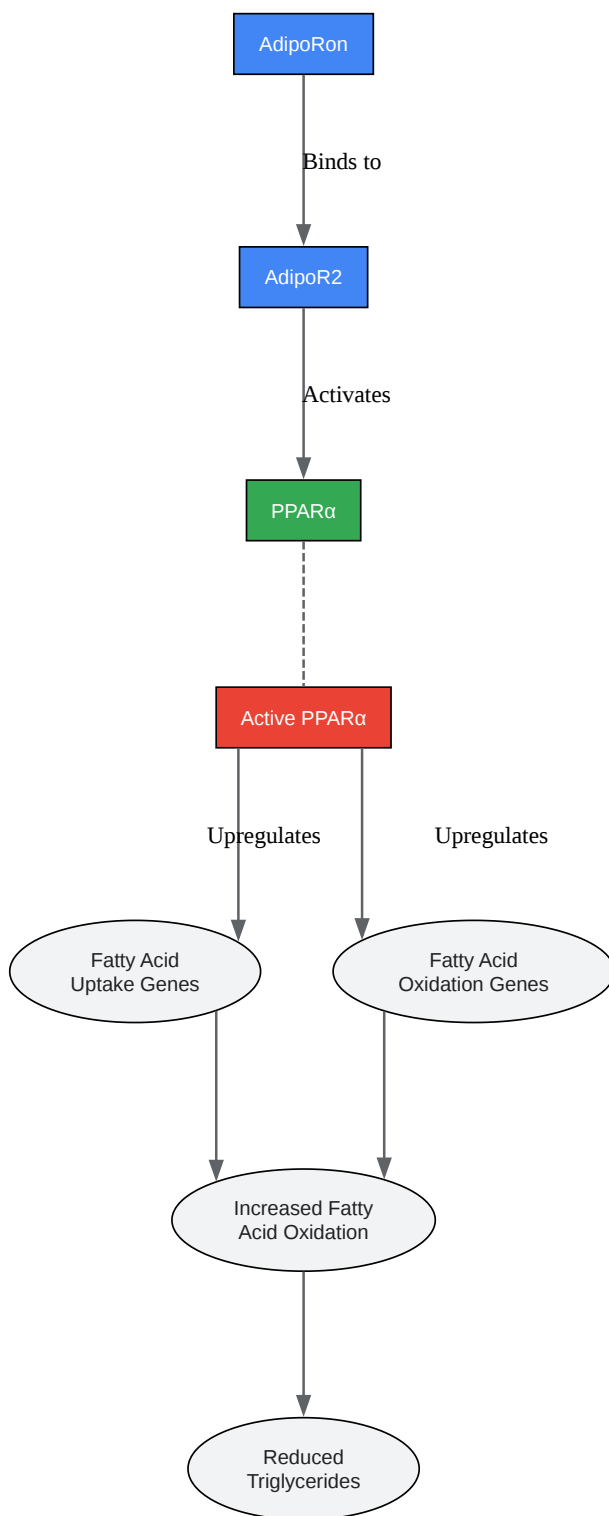 AdipoRon
Binds to
AdipoR2
Activates
PPARα
Active PPARα
Upregulates
Upregulates
Fatty Acid
Uptake Genes
Fatty Acid
Oxidation Genes
Increased Fatty
Acid Oxidation
Reduced
Triglycerides